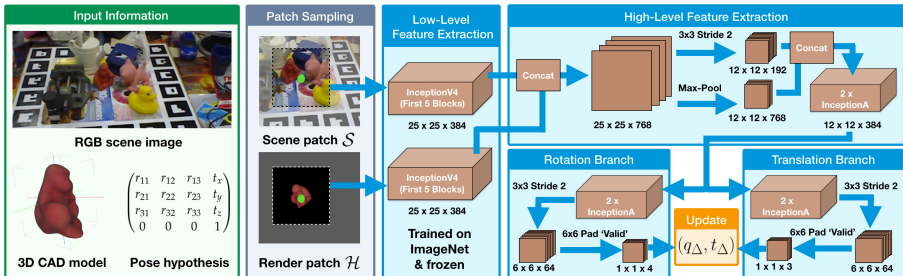 Input Information
RGB scene image
3D CAD model
r11 r12 r13 tx
r21 r22 r23 ty
r31 r32 r33 tz
0 0 0 1
Pose hypothesis
Patch Sampling
Scene patch S
Render patch H
Low-Level
Feature Extraction
InceptionV4
(First 5 Blocks)
25 x 25 x 384
InceptionV4
(First 5 Blocks)
25 x 25 x 384
Trained on
ImageNet
& frozen
High-Level Feature Extraction
Concat
25 x 25 x 768
3x3 Stride 2
12 x 12 x 192
Max-Pool
12 x 12 x 768
Concat
2 x
InceptionA
12 x 12 x 384
Rotation Branch
3x3 Stride 2
2 x
InceptionA
6 x 6 x 64
6x6 Pad 'Valid'
1 x 1 x 4
Update
(qΔ, tΔ)
Translation Branch
2 x
InceptionA
3x3 Stride 2
6 x 6 x 64
6x6 Pad 'Valid'
1 x 1 x 3